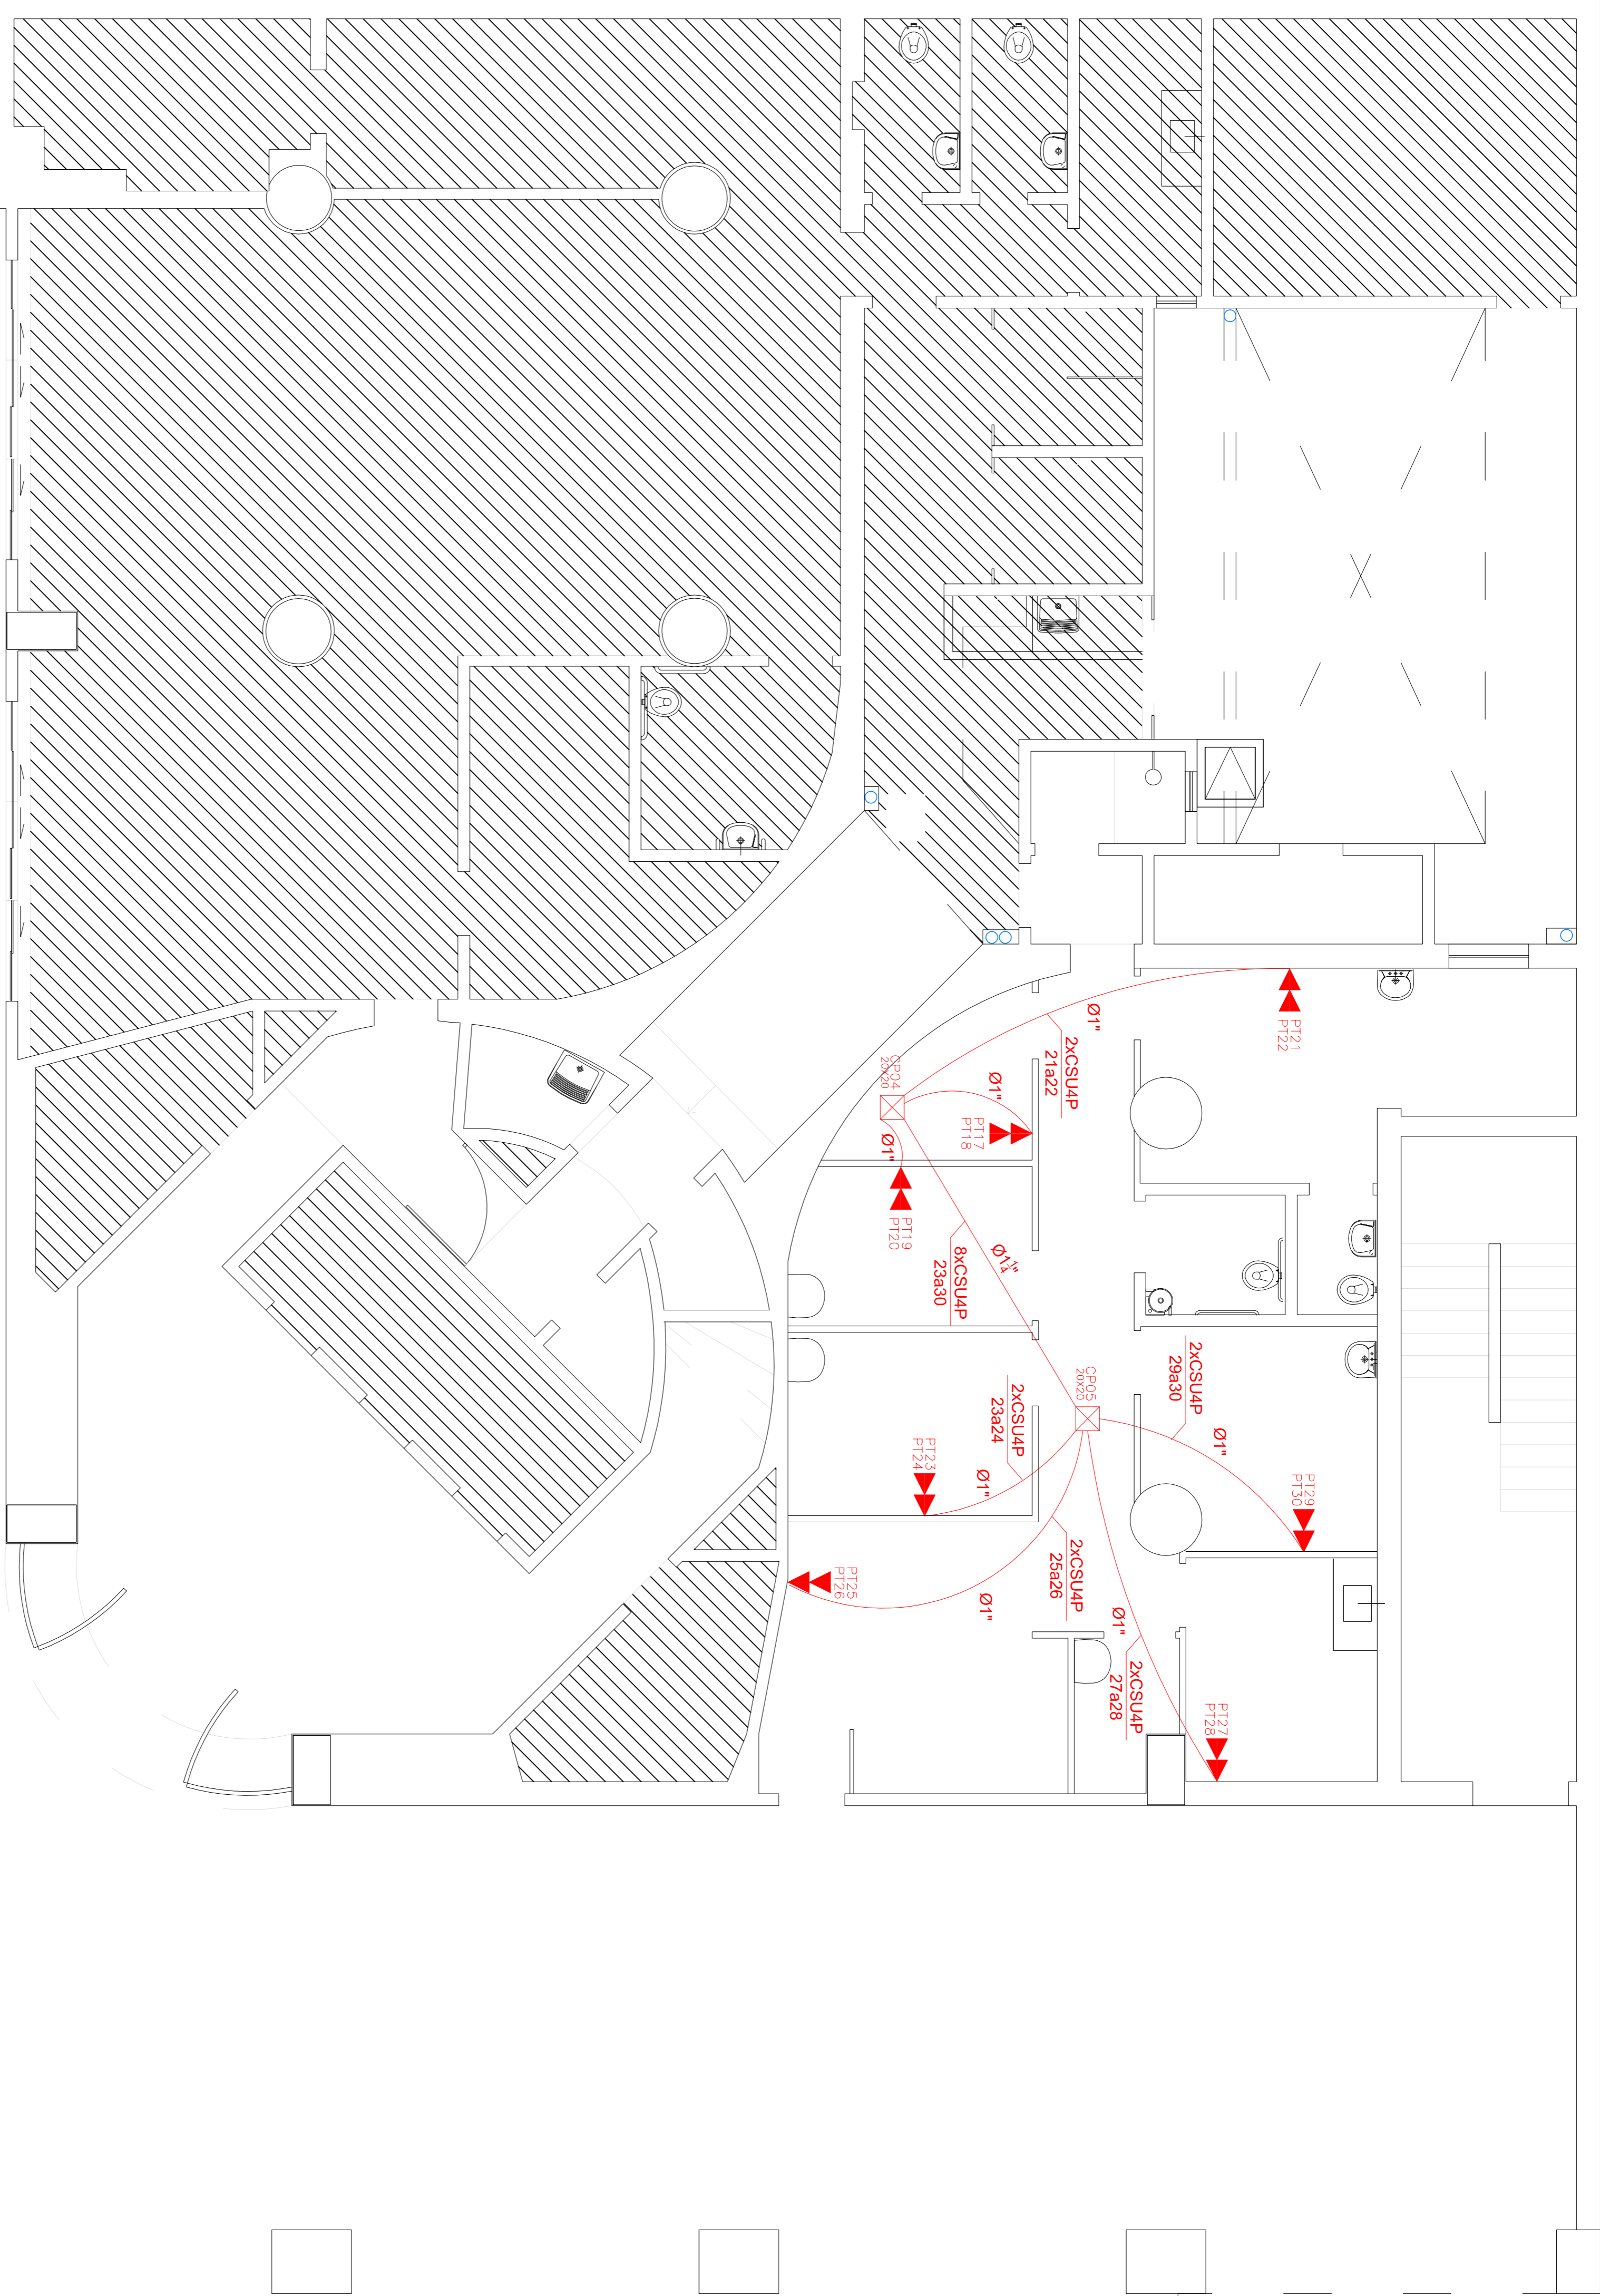 PT21
PT22
Ø1"
2xCSU4P
21a22
CP04
20x20
Ø1"
PT17
PT18
Ø1"
PT19
PT20
Ø1¼"
8xCSU4P
23a30
CP05
20x20
2xCSU4P
29a30
Ø1"
PT29
PT30
2xCSU4P
23a24
Ø1"
PT23
PT24
2xCSU4P
25a26
Ø1"
PT25
PT26
Ø1"
2xCSU4P
27a28
PT27
PT28